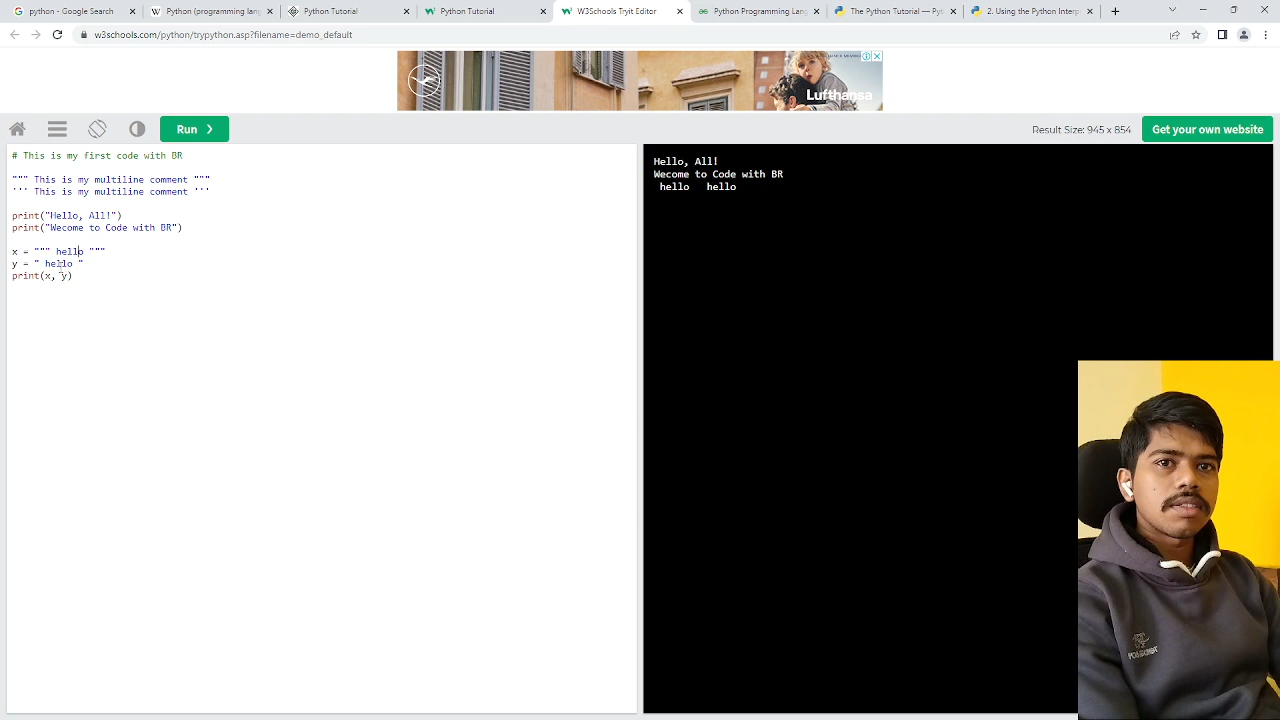 python - Google Search
Python (programming lang
Python Tutorial
Python Tutorial
W3Schools Tryit Editor
Python Programming Lang
The Python Tutorial — Pyt
2. Using the Python Interp
w3schools.com/python/trypython.asp?filename=demo_default
Lufthansa
Run ❯
Result Size: 945 x 854
Get your own website
# This is my first code with BR
""" This is my multiline comment """
''' This is my multiline comment '''
print("Hello, All!")
print("Wecome to Code with BR")
x = """ hello """
y = " hello "
print(x, y)
Hello, All!
Wecome to Code with BR
hello   hello